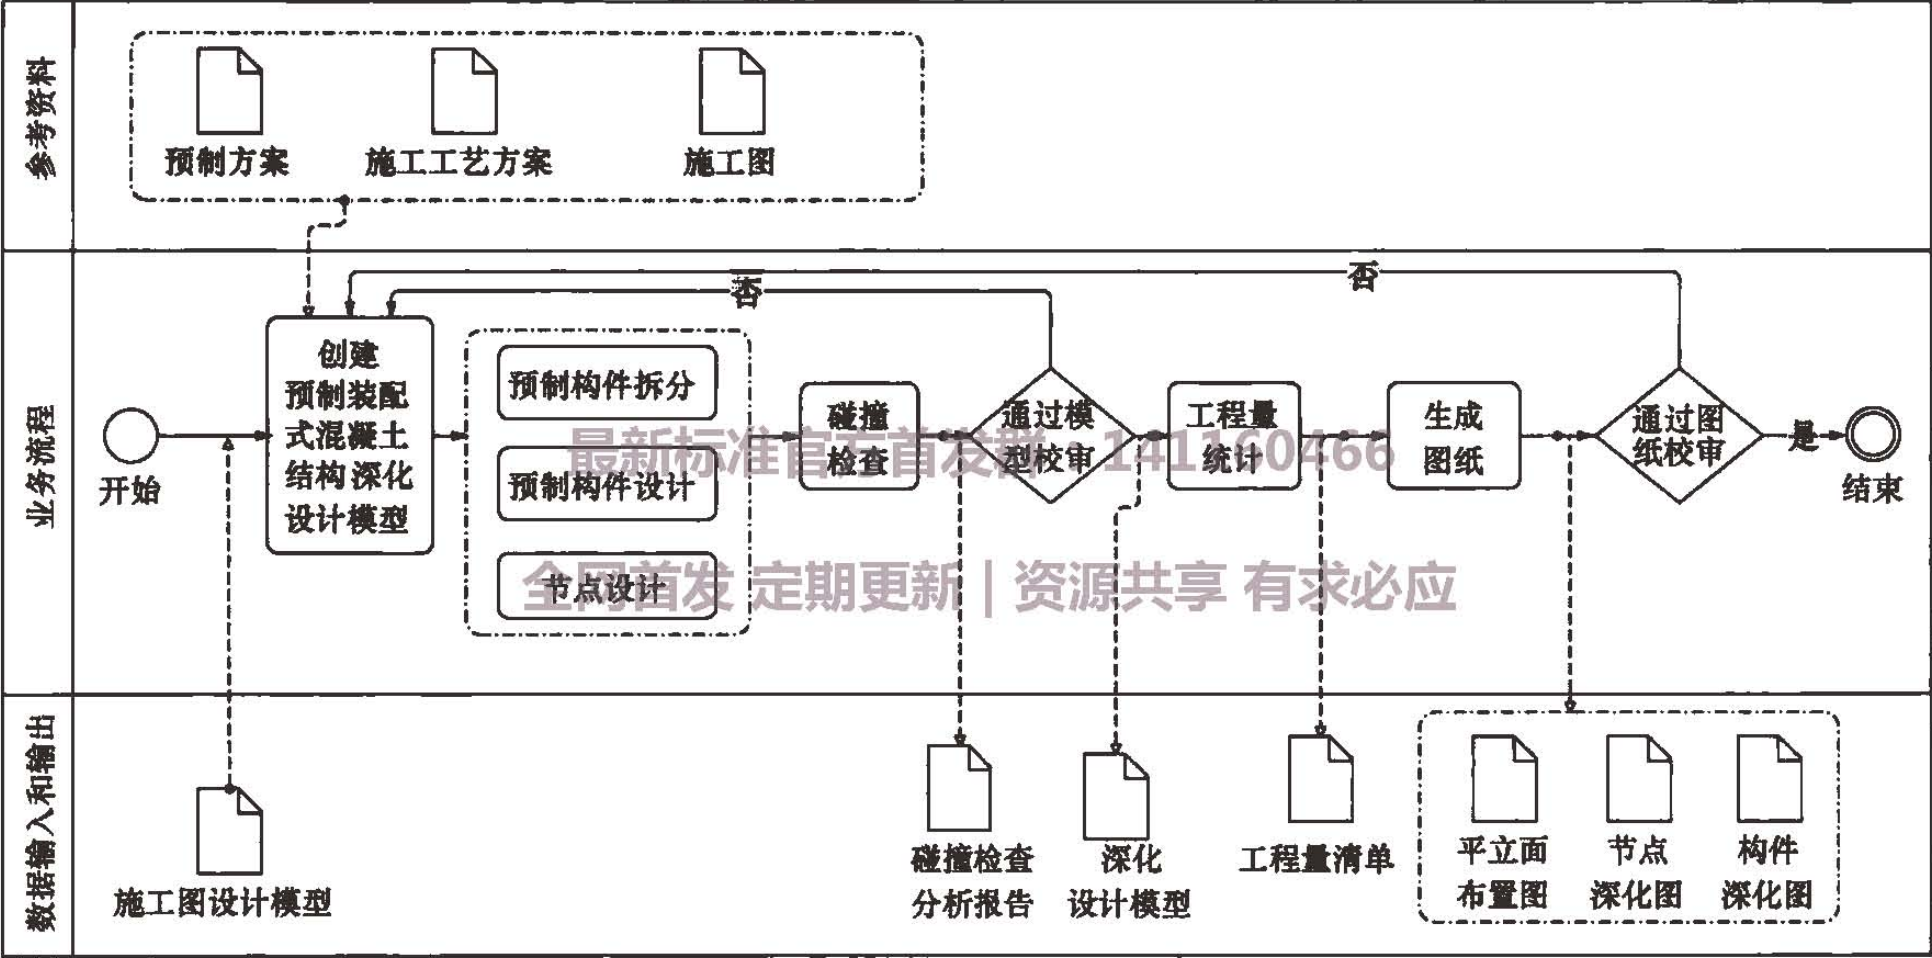 参考资料
预制方案
施工工艺方案
施工图
业务流程
否
否
开始
创建
预制装配
式混凝土
结构深化
设计模型
预制构件拆分
预制构件设计
节点设计
碰撞
检查
通过模
型校审
工程量
统计
生成
图纸
通过图
纸校审
是
结束
最新标准官方首发群：141160466
全网首发 定期更新｜资源共享 有求必应
数据输入和输出
施工图设计模型
碰撞检查
分析报告
深化
设计模型
工程量清单
平立面
布置图
节点
深化图
构件
深化图